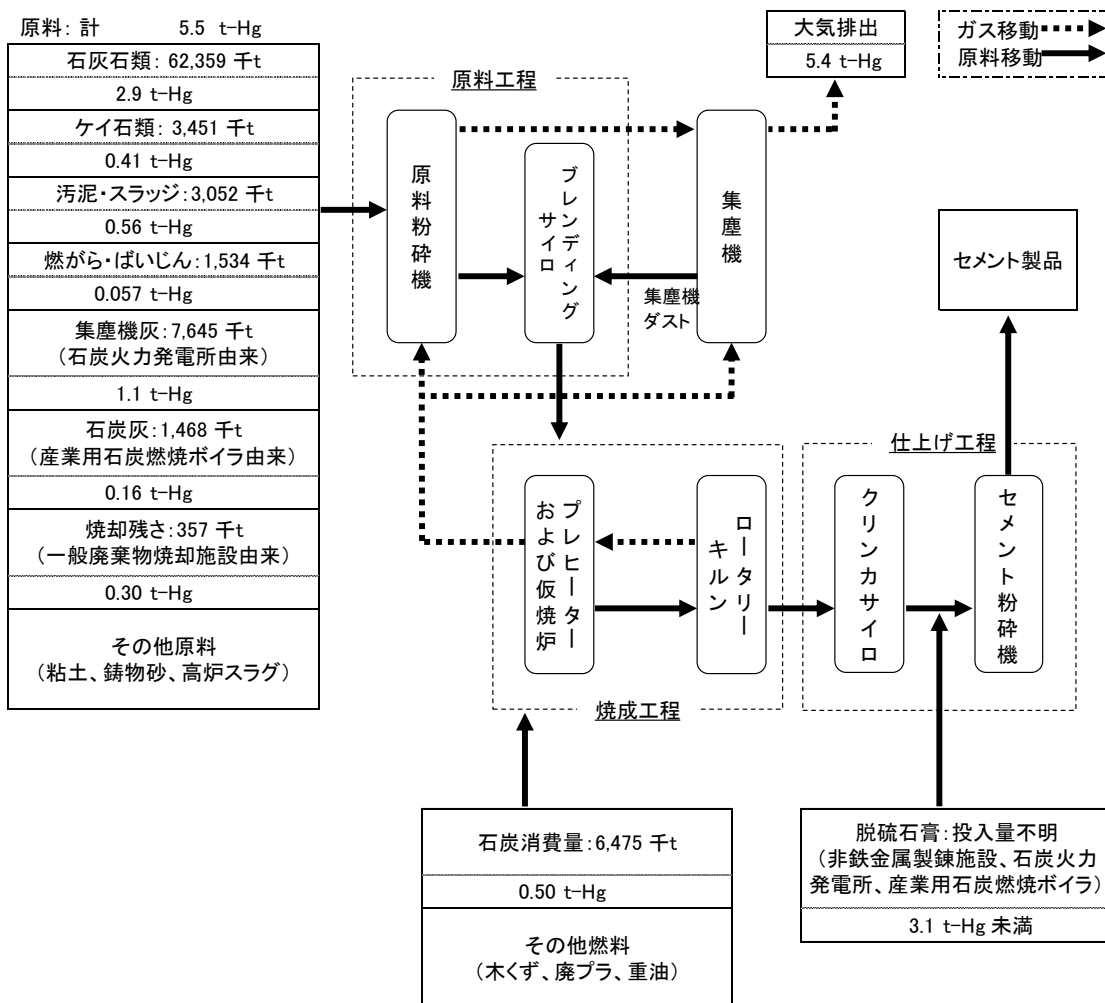 原料：計 5.5 t-Hg
石灰石類：62,359 千t
2.9 t-Hg
ケイ石類：3,451 千t
0.41 t-Hg
汚泥・スラッジ：3,052 千t
0.56 t-Hg
燃がら・ばいじん：1,534 千t
0.057 t-Hg
集塵機灰：7,645 千t
（石炭火力発電所由来）
1.1 t-Hg
石炭灰：1,468 千t
（産業用石炭燃焼ボイラ由来）
0.16 t-Hg
焼却残さ：357 千t
（一般廃棄物焼却施設由来）
0.30 t-Hg
その他原料
（粘土、鋳物砂、高炉スラグ）
原料工程
原料粉砕機
ブレンディング
サイロ
集塵機
集塵機
ダスト
大気排出
5.4 t-Hg
ガス移動
原料移動
焼成工程
プレヒーター
および仮焼炉
ロータリー
キルン
仕上げ工程
クリンカサイロ
セメント粉砕機
セメント製品
石炭消費量：6,475 千t
0.50 t-Hg
その他燃料
（木くず、廃プラ、重油）
脱硫石膏：投入量不明
（非鉄金属製錬施設、石炭火力
発電所、産業用石炭燃焼ボイラ）
3.1 t-Hg 未満